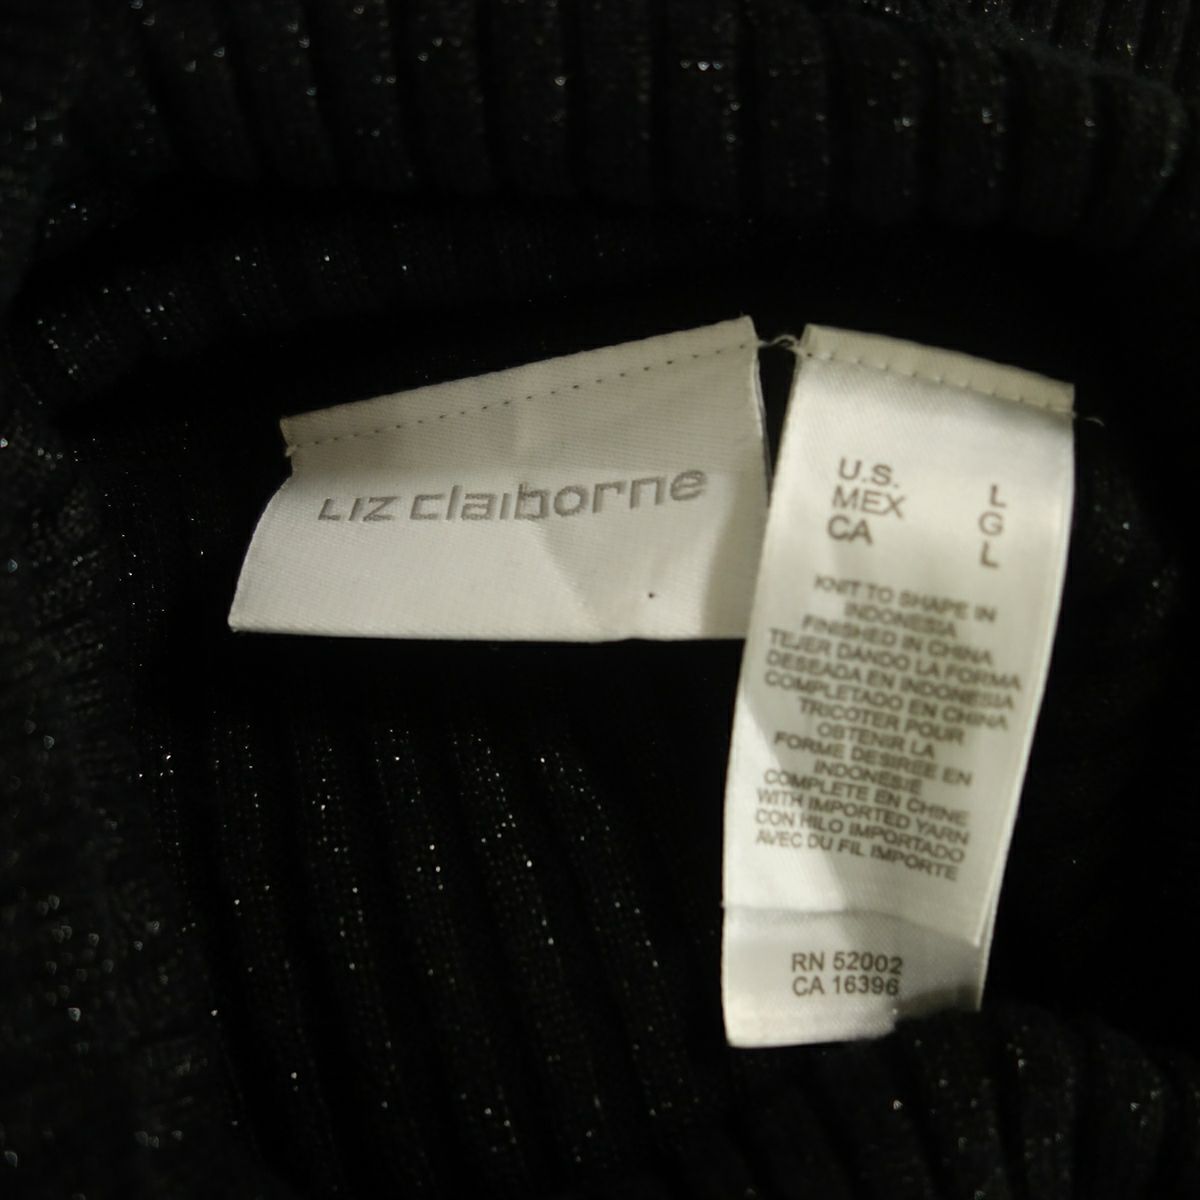 Liz claiborne
U.S. L
MEX G
CA L
KNIT TO SHAPE IN
INDONESIA
FINISHED IN CHINA
TEJER DANDO LA FORMA
DESEADA EN INDONESIA
COMPLETADO EN CHINA
TRICOTER POUR
OBTENIR LA
FORME DESIREE EN
INDONESIE
COMPLETE EN CHINE
WITH IMPORTED YARN
CON HILO IMPORTADO
AVEC DU FIL IMPORTE
RN 52002
CA 16396